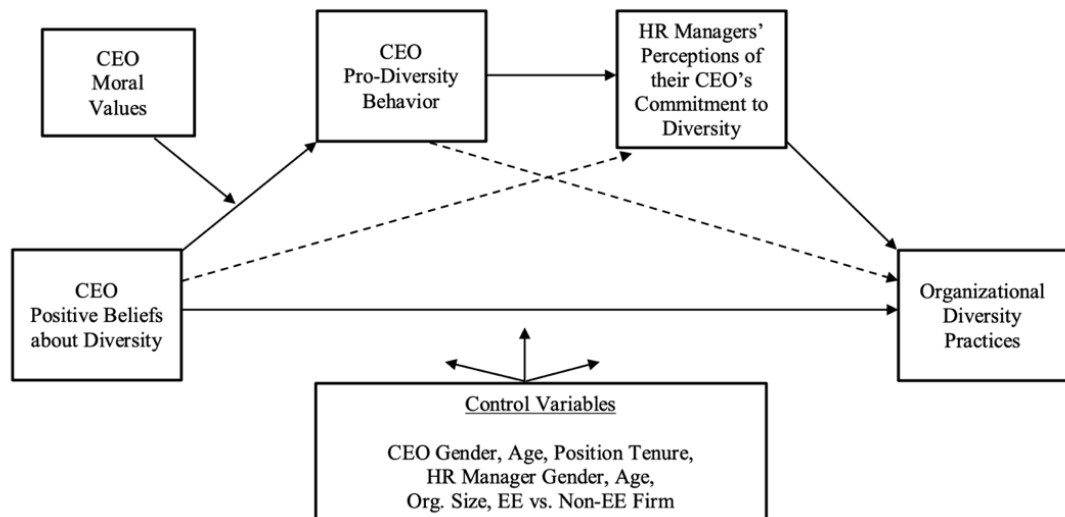 CEO
Moral
Values
CEO
Pro-Diversity
Behavior
HR Managers’
Perceptions of
their CEO’s
Commitment to
Diversity
CEO
Positive Beliefs
about Diversity
Organizational
Diversity
Practices
Control Variables
CEO Gender, Age, Position Tenure,
HR Manager Gender, Age,
Org. Size, EE vs. Non-EE Firm